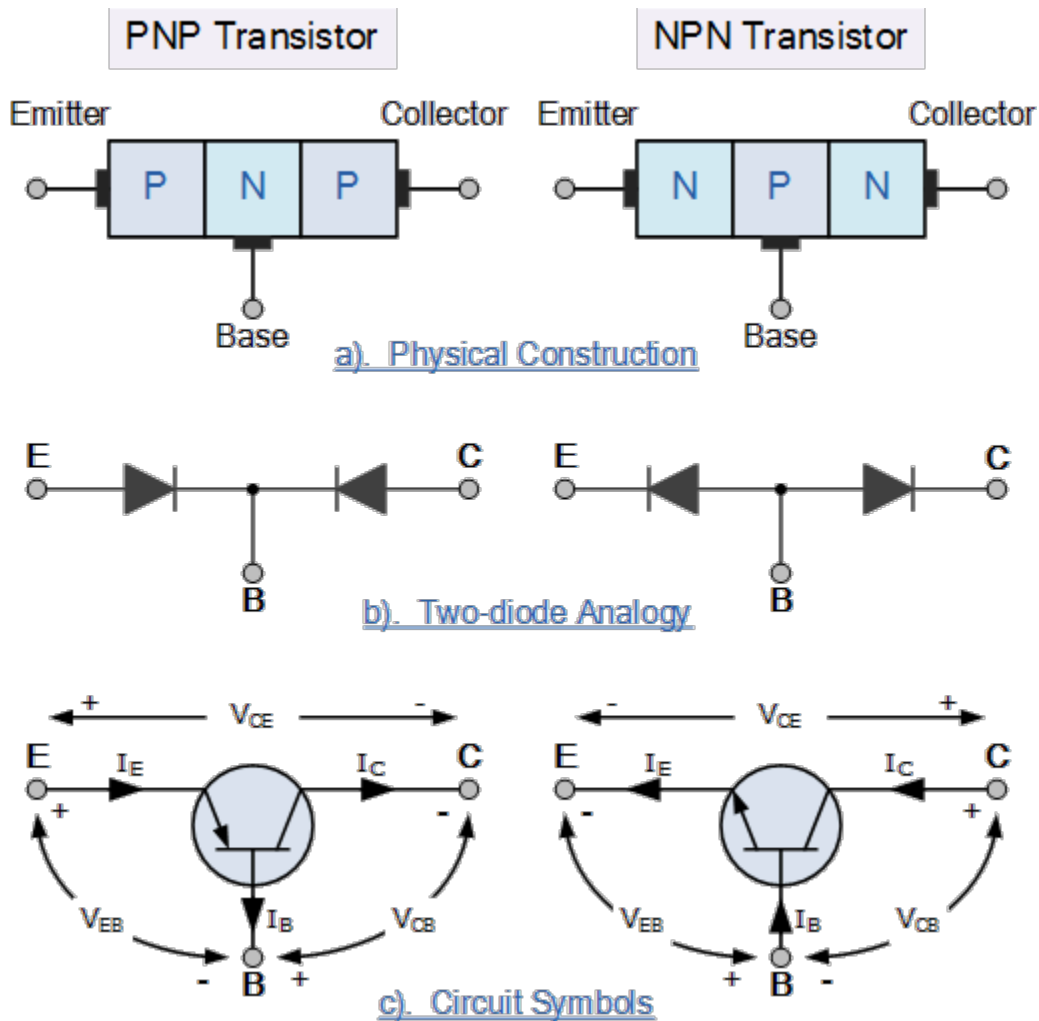 PNP Transistor NPN Transistor
Emitter Collector Emitter Collector
P N P N P N
Base Base
a). Physical Construction
E C E C
B B
b). Two-diode Analogy
+ - - +
VCE VCE
E IE IC C E IE IC C
+ - - +
VEB IB VCB VEB IB VCB
- B + + B -
c). Circuit Symbols